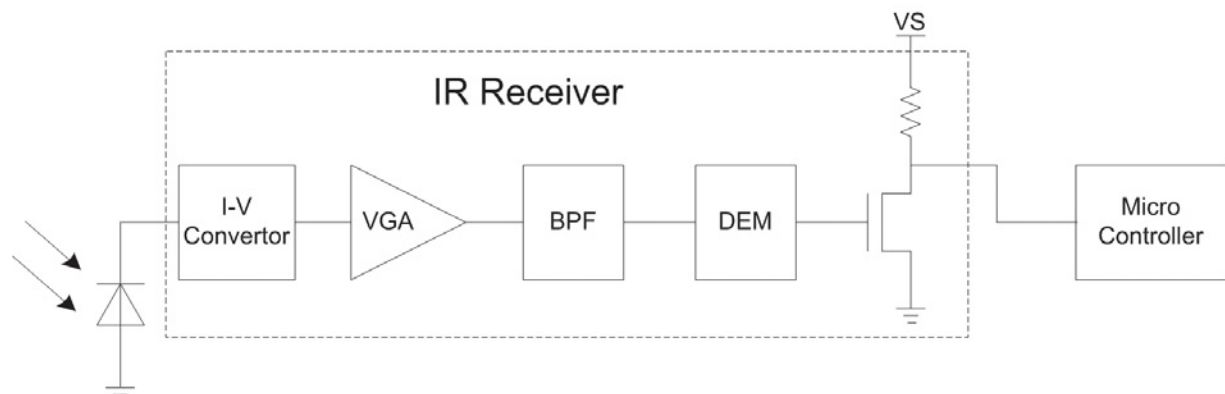 VS
IR Receiver
I-V
Convertor
VGA
BPF
DEM
Micro
Controller